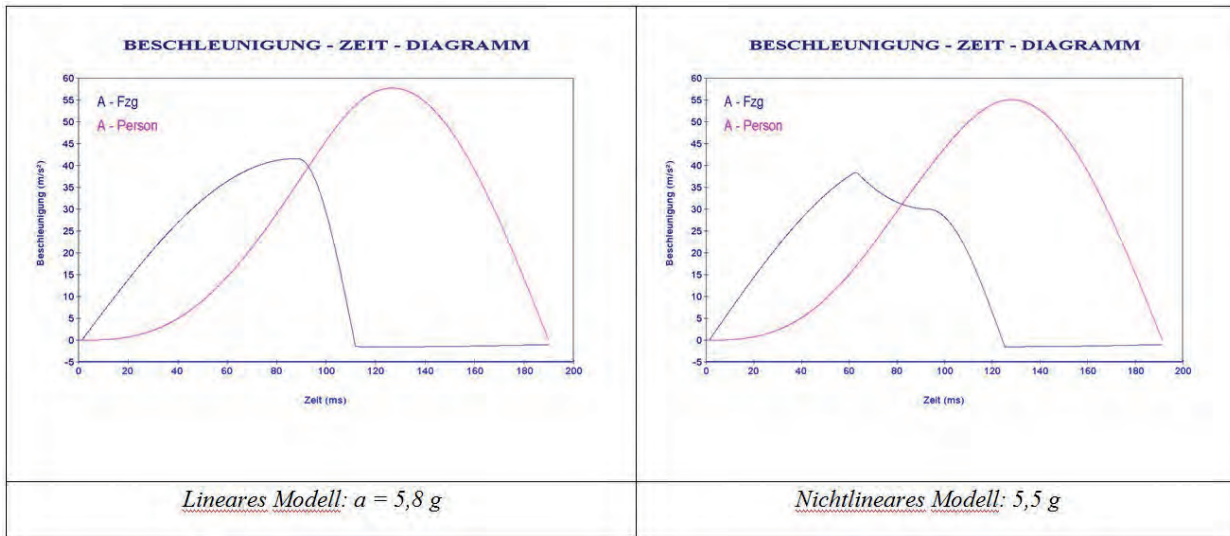 BESCHLEUNIGUNG - ZEIT - DIAGRAMM
A - Fzg
A - Person
Beschleunigung (m/s²)
60
55
50
45
40
35
30
25
20
15
10
5
0
-5
0 20 40 60 80 100 120 140 160 180 200
Zeit (ms)
BESCHLEUNIGUNG - ZEIT - DIAGRAMM
A - Fzg
A - Person
Beschleunigung (m/s²)
60
55
50
45
40
35
30
25
20
15
10
5
0
-5
0 20 40 60 80 100 120 140 160 180 200
Zeit (ms)
Lineares Modell: a = 5,8 g
Nichtlineares Modell: 5,5 g